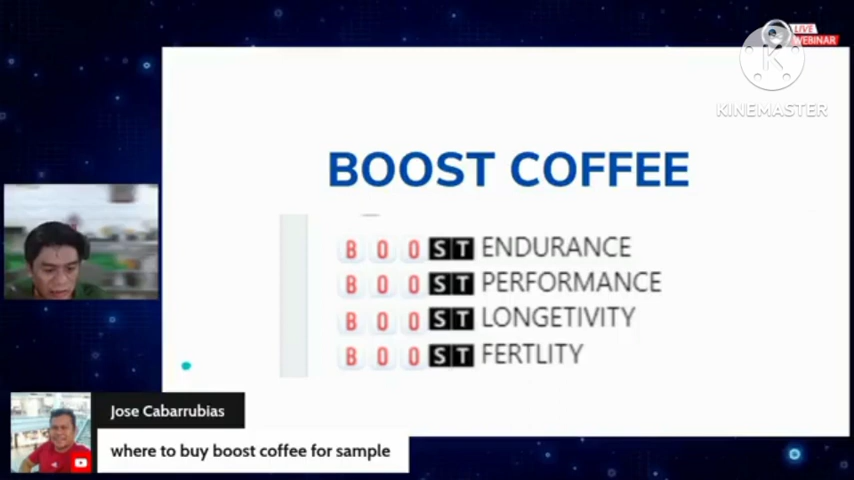 LIVE
WEBINAR
KINEMASTER
BOOST COFFEE
BOOST ENDURANCE
BOOST PERFORMANCE
BOOST LONGETIVITY
BOOST FERTLITY
Jose Cabarrubias
where to buy boost coffee for sample